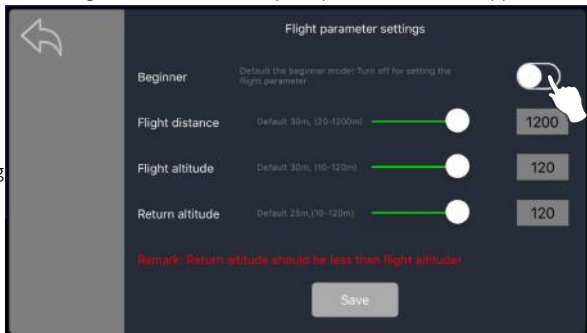 Flight parameter settings
Beginner
Default the beginner mode! Turn off for setting the
flight parameter
Flight distance
Default 30m, (20-1200m)
1200
Flight altitude
Default 30m, (10-120m)
120
Return altitude
Default 25m,(10-120m)
120
Remark: Return altitude should be less than flight altitude!
Save